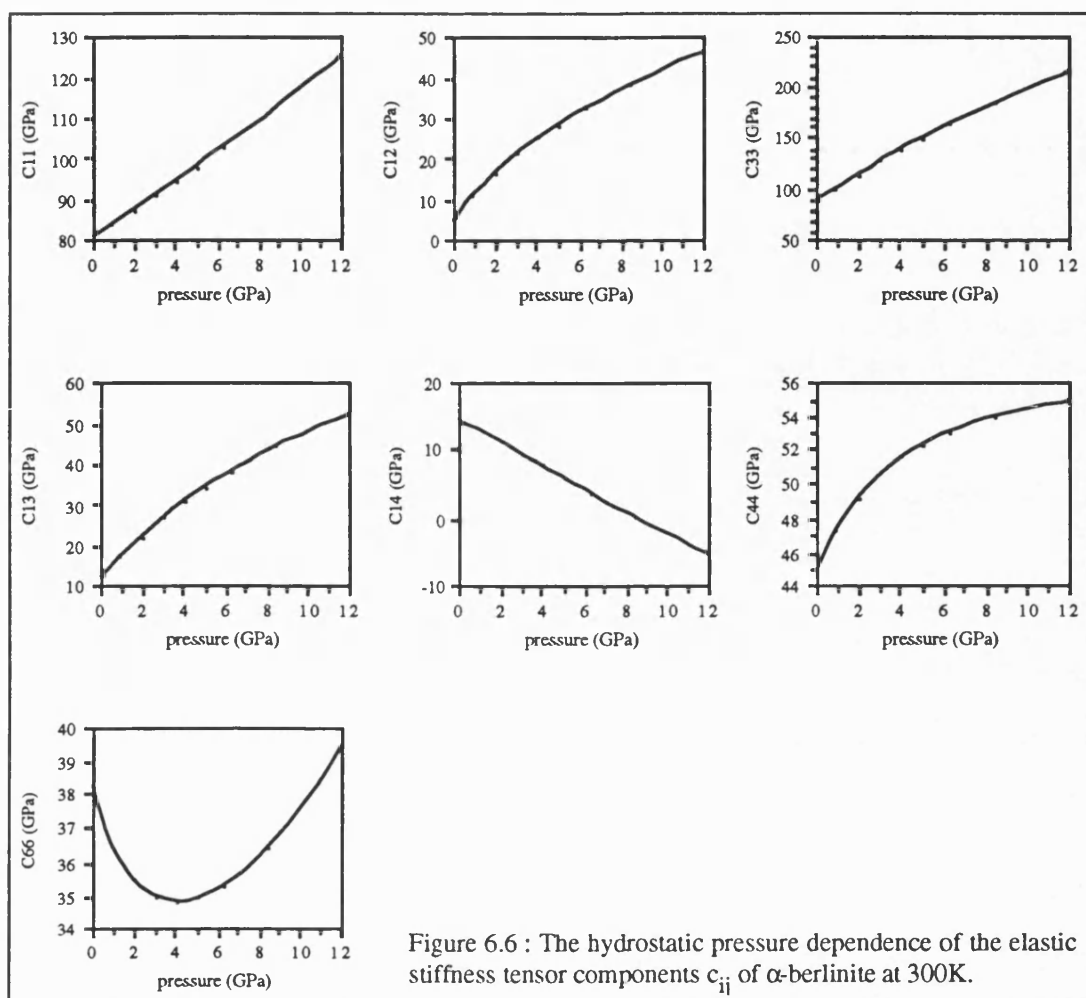 130
120
110
100
90
80
C11 (GPa)
0 2 4 6 8 10 12
pressure (GPa)
50
40
30
20
10
0
C12 (GPa)
0 2 4 6 8 10 12
pressure (GPa)
250
200
150
100
50
C33 (GPa)
0 2 4 6 8 10 12
pressure (GPa)
60
50
40
30
20
10
C13 (GPa)
0 2 4 6 8 10 12
pressure (GPa)
20
10
0
-10
C14 (GPa)
0 2 4 6 8 10 12
pressure (GPa)
56
54
52
50
48
46
44
C44 (GPa)
0 2 4 6 8 10 12
pressure (GPa)
40
39
38
37
36
35
34
C66 (GPa)
0 2 4 6 8 10 12
pressure (GPa)
Figure 6.6 : The hydrostatic pressure dependence of the elastic
stiffness tensor components cij of α-berlinite at 300K.